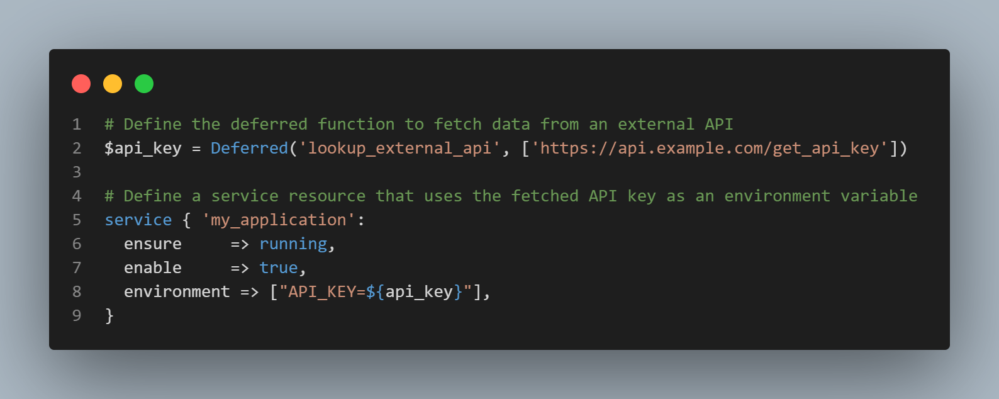 1 # Define the deferred function to fetch data from an external API
2 $api_key = Deferred('lookup_external_api', ['https://api.example.com/get_api_key'])
3
4 # Define a service resource that uses the fetched API key as an environment variable
5 service { 'my_application':
6   ensure     => running,
7   enable     => true,
8   environment => ["API_KEY=${api_key}"],
9 }